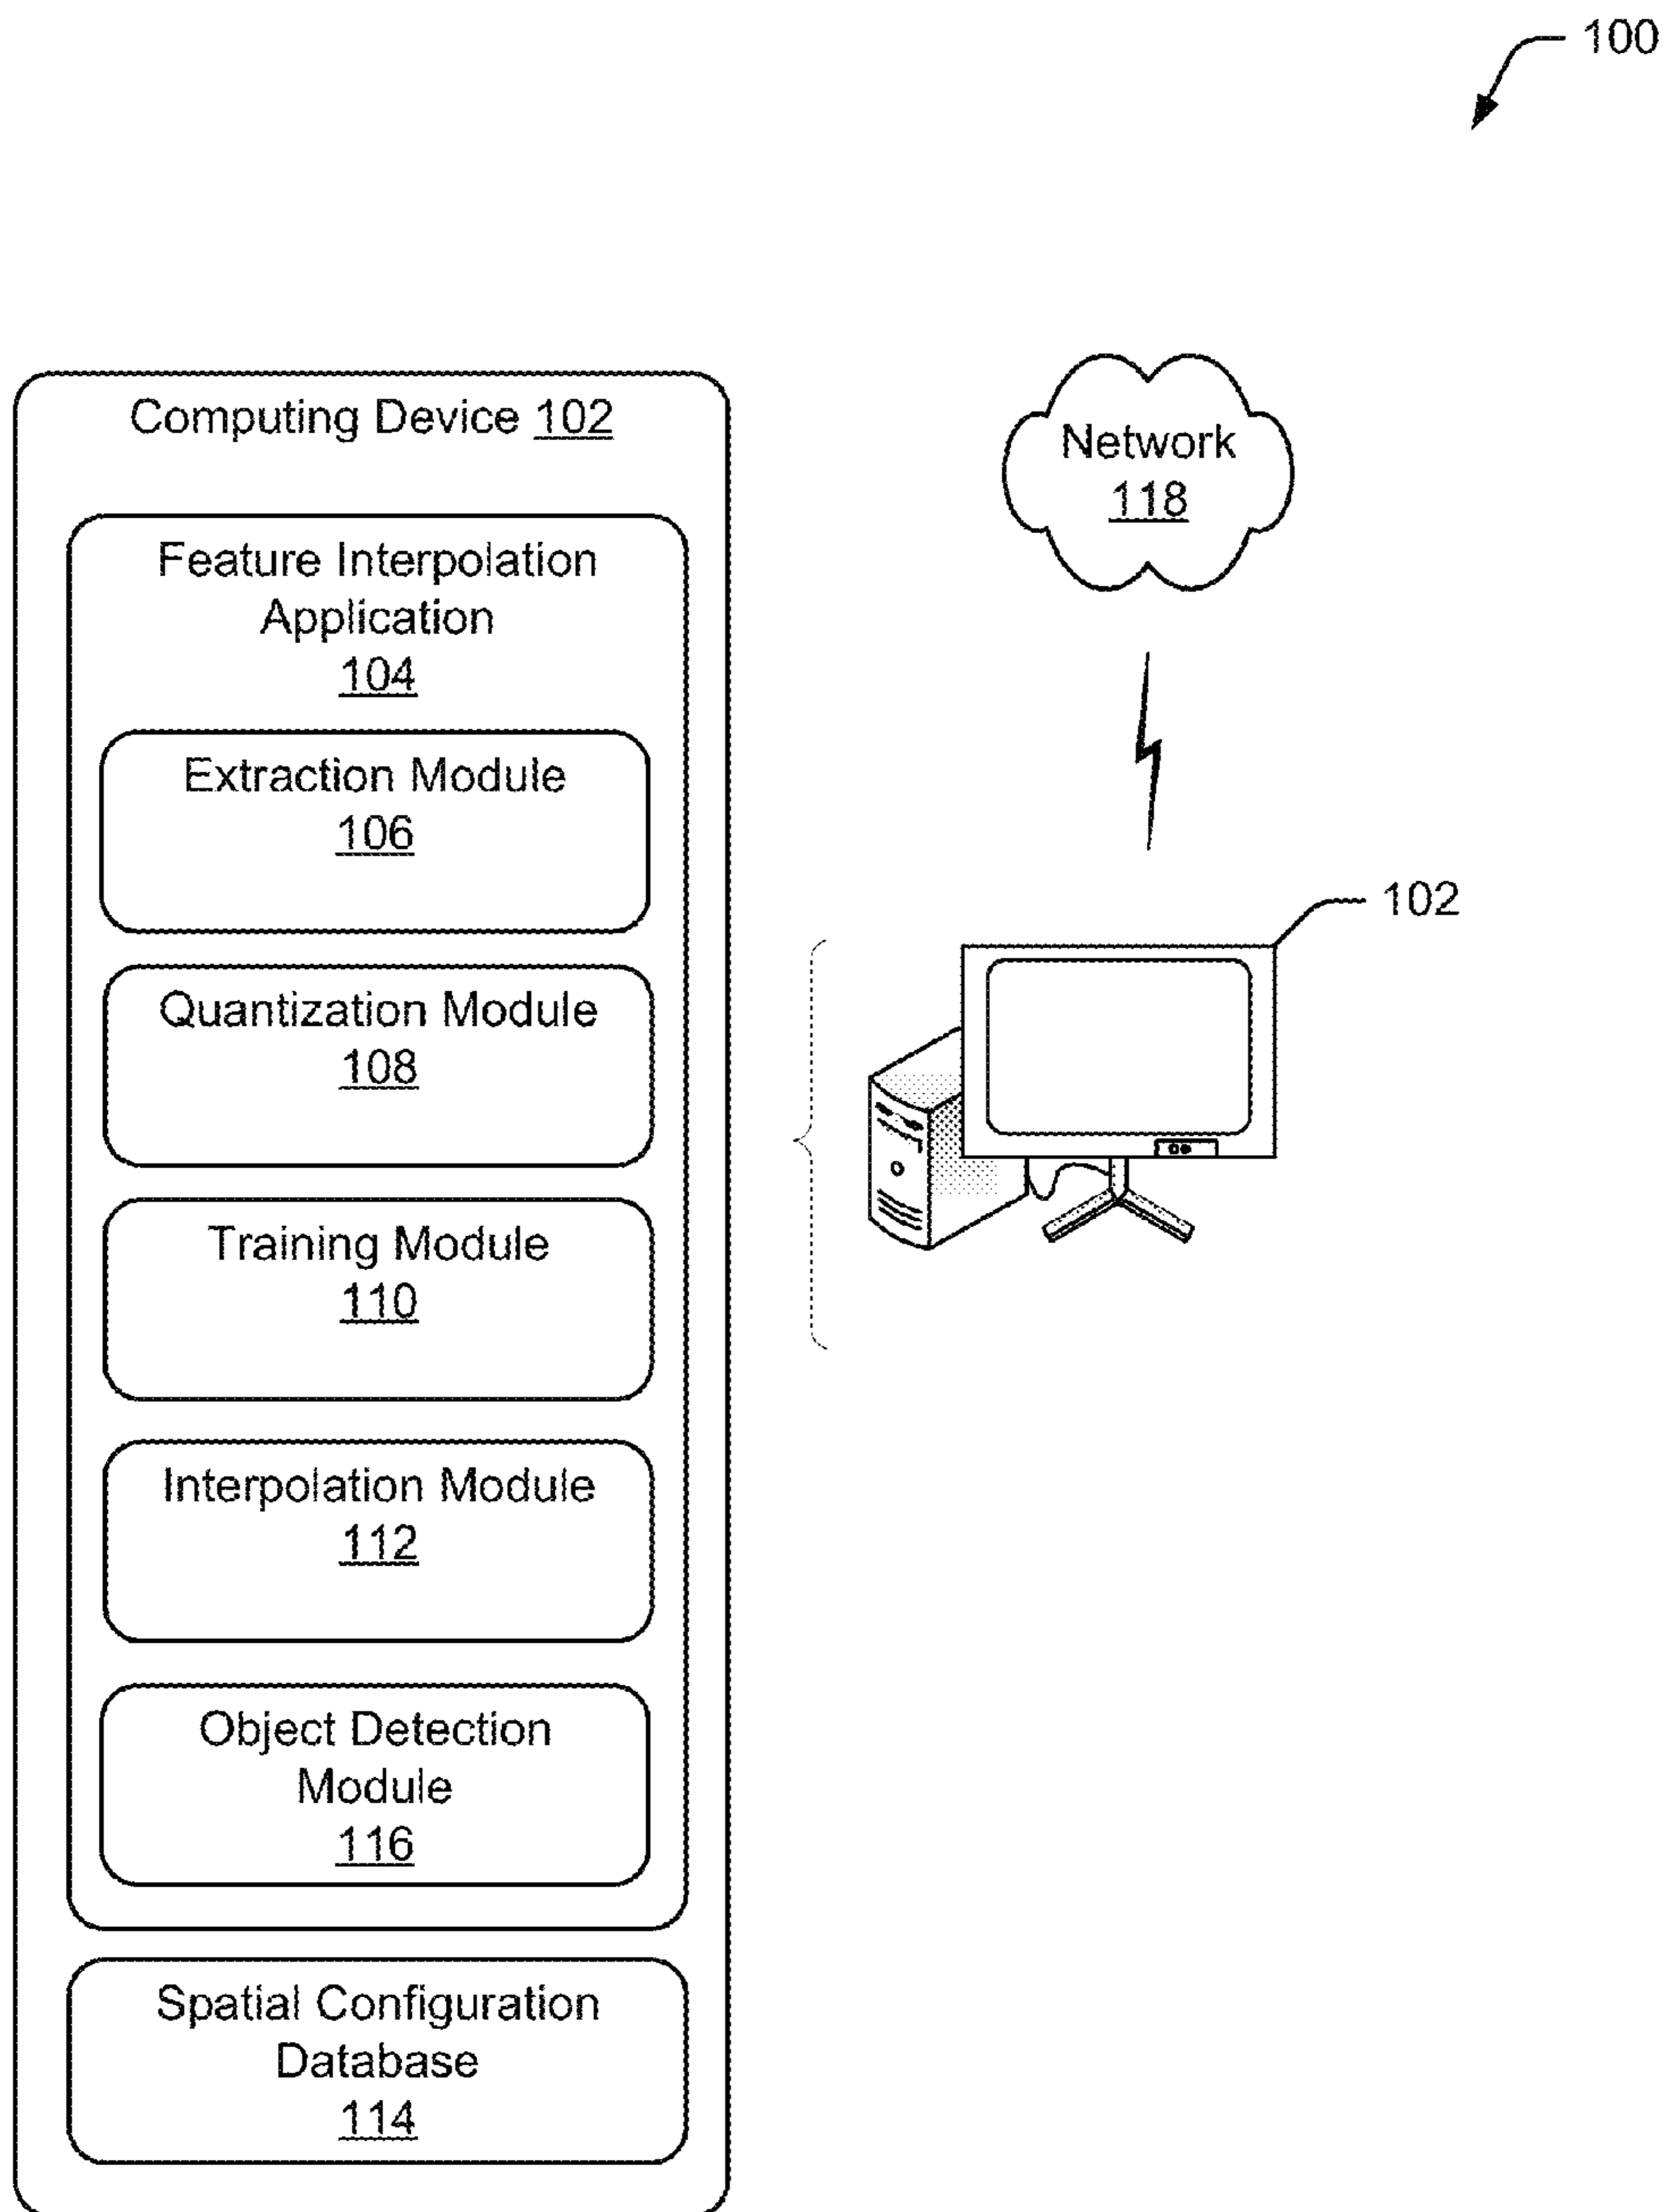 100
Computing Device 102
Feature Interpolation
Application
104
Extraction Module
106
Quantization Module
108
Training Module
110
Interpolation Module
112
Object Detection
Module
116
Spatial Configuration
Database
114
Network
118
102